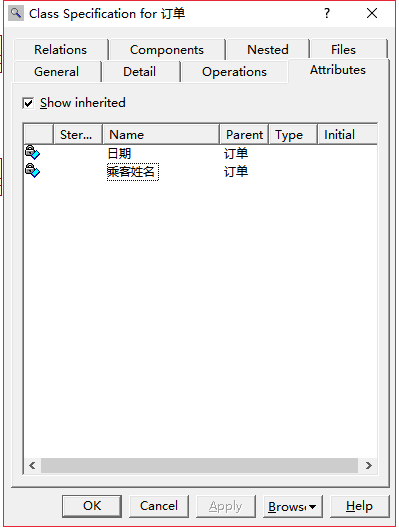 Class Specification for 订单
Relations Components Nested Files
General Detail Operations Attributes
Show inherited
Ster... Name Parent Type Initial
日期 订单
乘客姓名 订单
OK Cancel Apply Brows Help